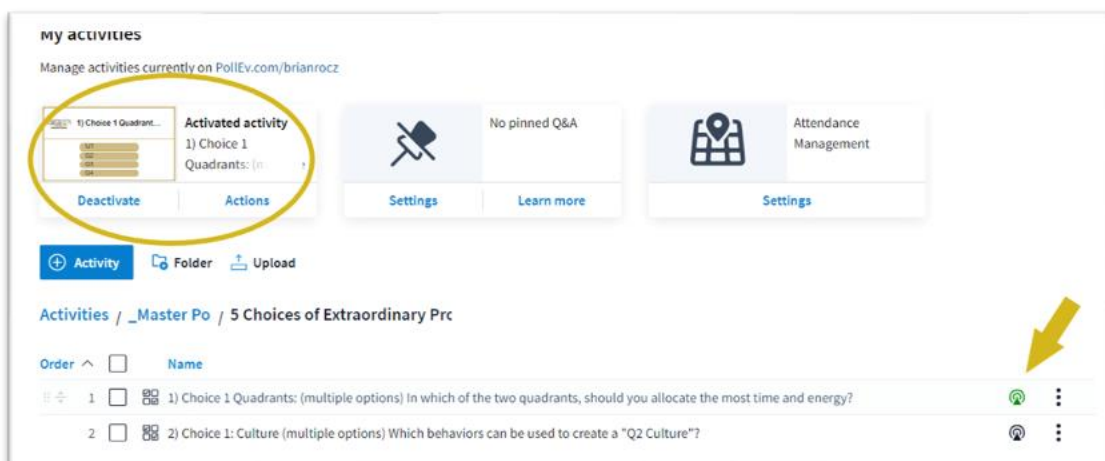 My activities
Manage activities currently on PollEv.com/brianrocz
1) Choice 1 Quadrant...
Activated activity
1) Choice 1
Quadrants: (
Q1
Q2
Q3
Q4
Deactivate Actions
No pinned Q&A
Settings Learn more
Attendance
Management
Settings
Activity Folder Upload
Activities / _Master Po / 5 Choices of Extraordinary Prc
Order Name
1 1) Choice 1 Quadrants: (multiple options) In which of the two quadrants, should you allocate the most time and energy?
2 2) Choice 1: Culture (multiple options) Which behaviors can be used to create a "Q2 Culture"?